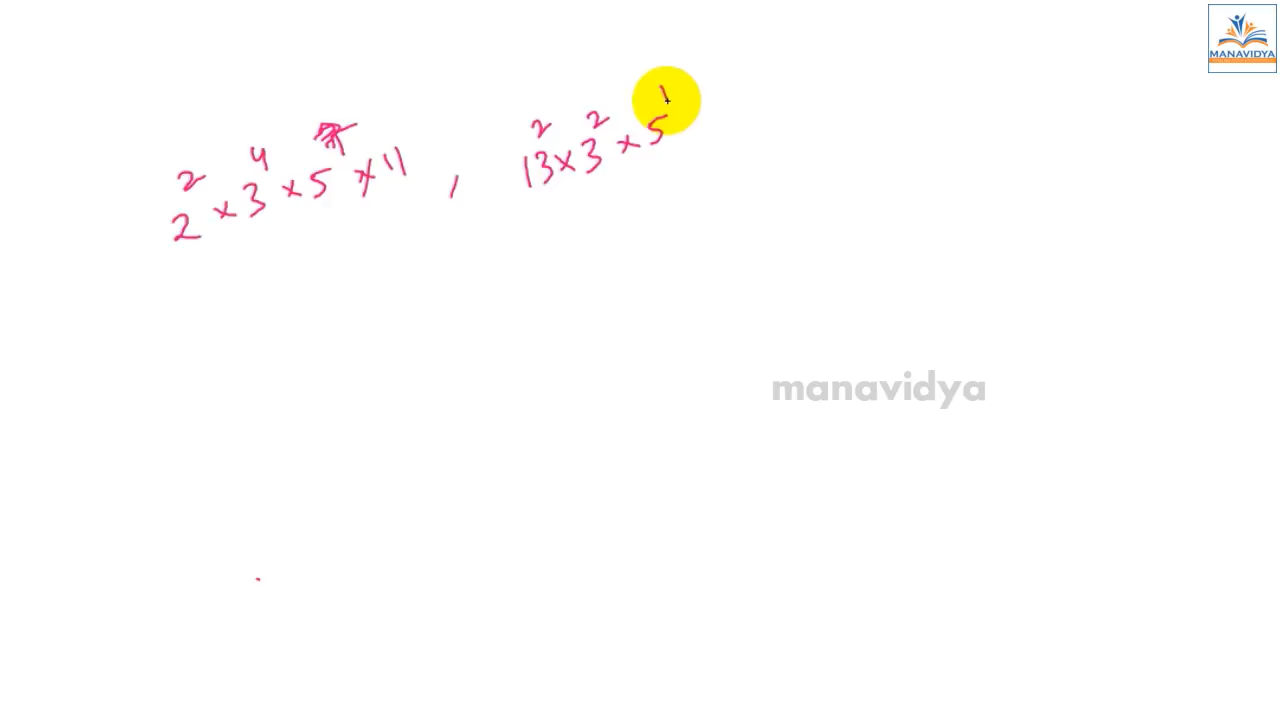 MANAVIDYA
2² × 3⁴ × 5 × 11 , 13² × 3² × 5¹
manavidya